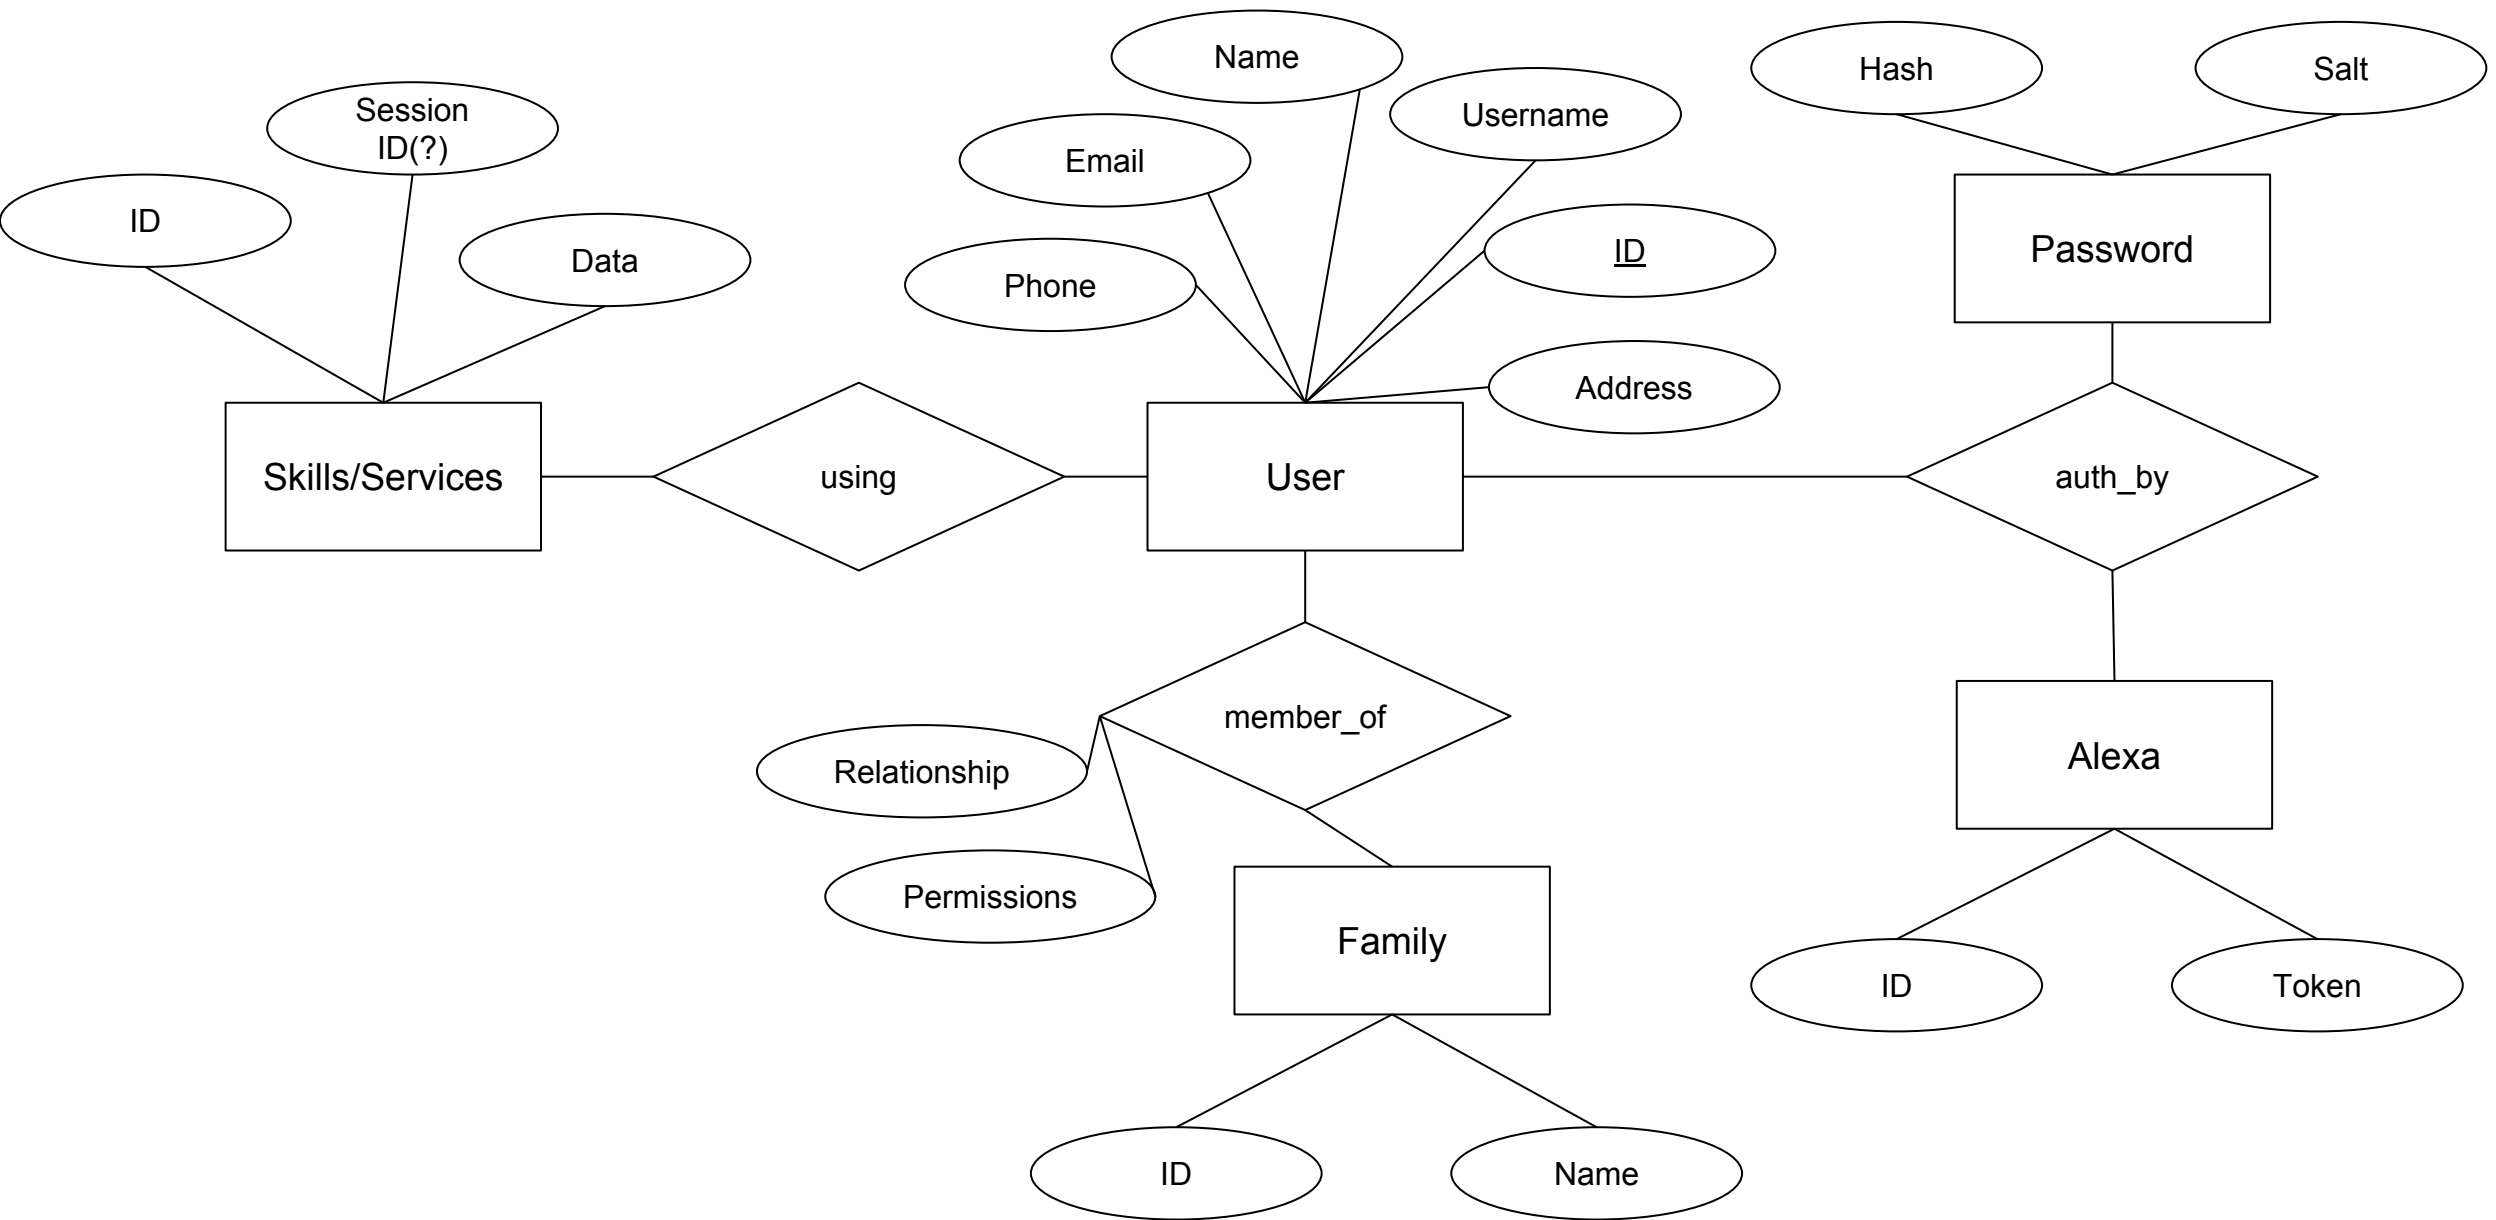 Name
Hash
Salt
Session
ID(?)
Username
Email
ID
Data
Phone
ID
Password
Address
Skills/Services
using
User
auth_by
member_of
Relationship
Alexa
Permissions
Family
ID
Token
ID
Name